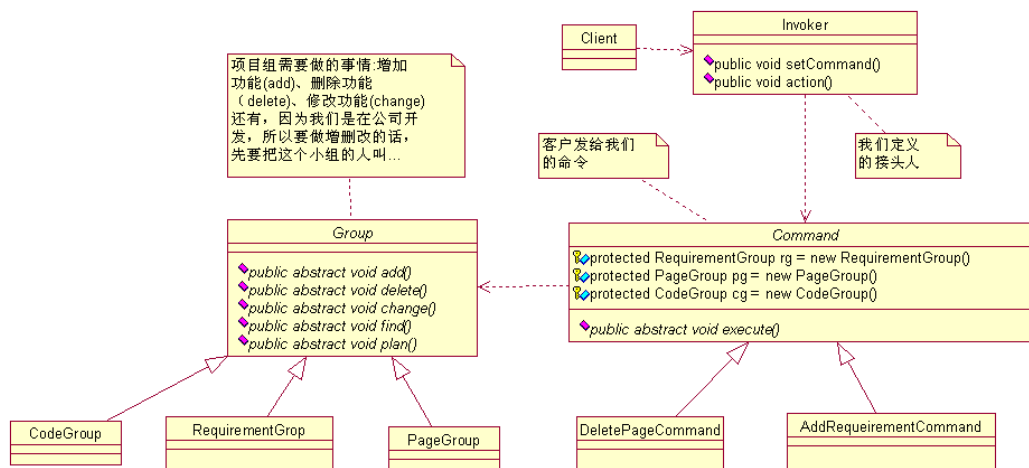 Client
Invoker
public void setCommand()
public void action()
项目组需要做的事情:增加
功能(add)、删除功能
（delete)、修改功能(change)
还有，因为我们是在公司开
发，所以要做增删改的话，
先要把这个小组的人叫...
客户发给我们
的命令
我们定义
的接头人
Group
public abstract void add()
public abstract void delete()
public abstract void change()
public abstract void find()
public abstract void plan()
Command
protected RequirementGroup rg = new RequirementGroup()
protected PageGroup pg = new PageGroup()
protected CodeGroup cg = new CodeGroup()
public abstract void execute()
CodeGroup
RequirementGrop
PageGroup
DeletePageCommand
AddRequeirementCommand